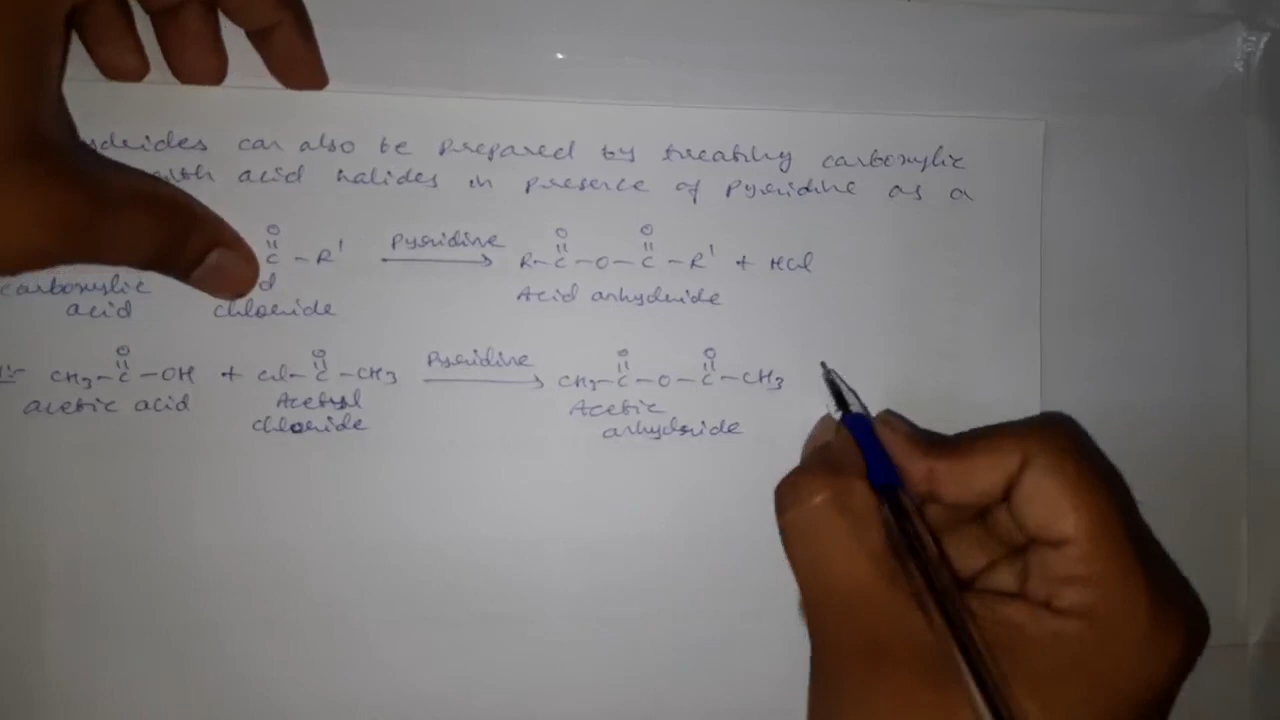 can also be prepared by treating carboxylic
with acid halides in presence of pyridine as a
O O O
|| || ||
C - R' Pyridine → R-C-O-C-R' + HCl
carboxylic d Acid anhydride
acid chloride
O O O O
|| || || ||
CH3-C-OH + Cl-C-CH3 Pyridine → CH3-C-O-C-CH3
acetic acid Acetyl Acetic
chloride anhydride